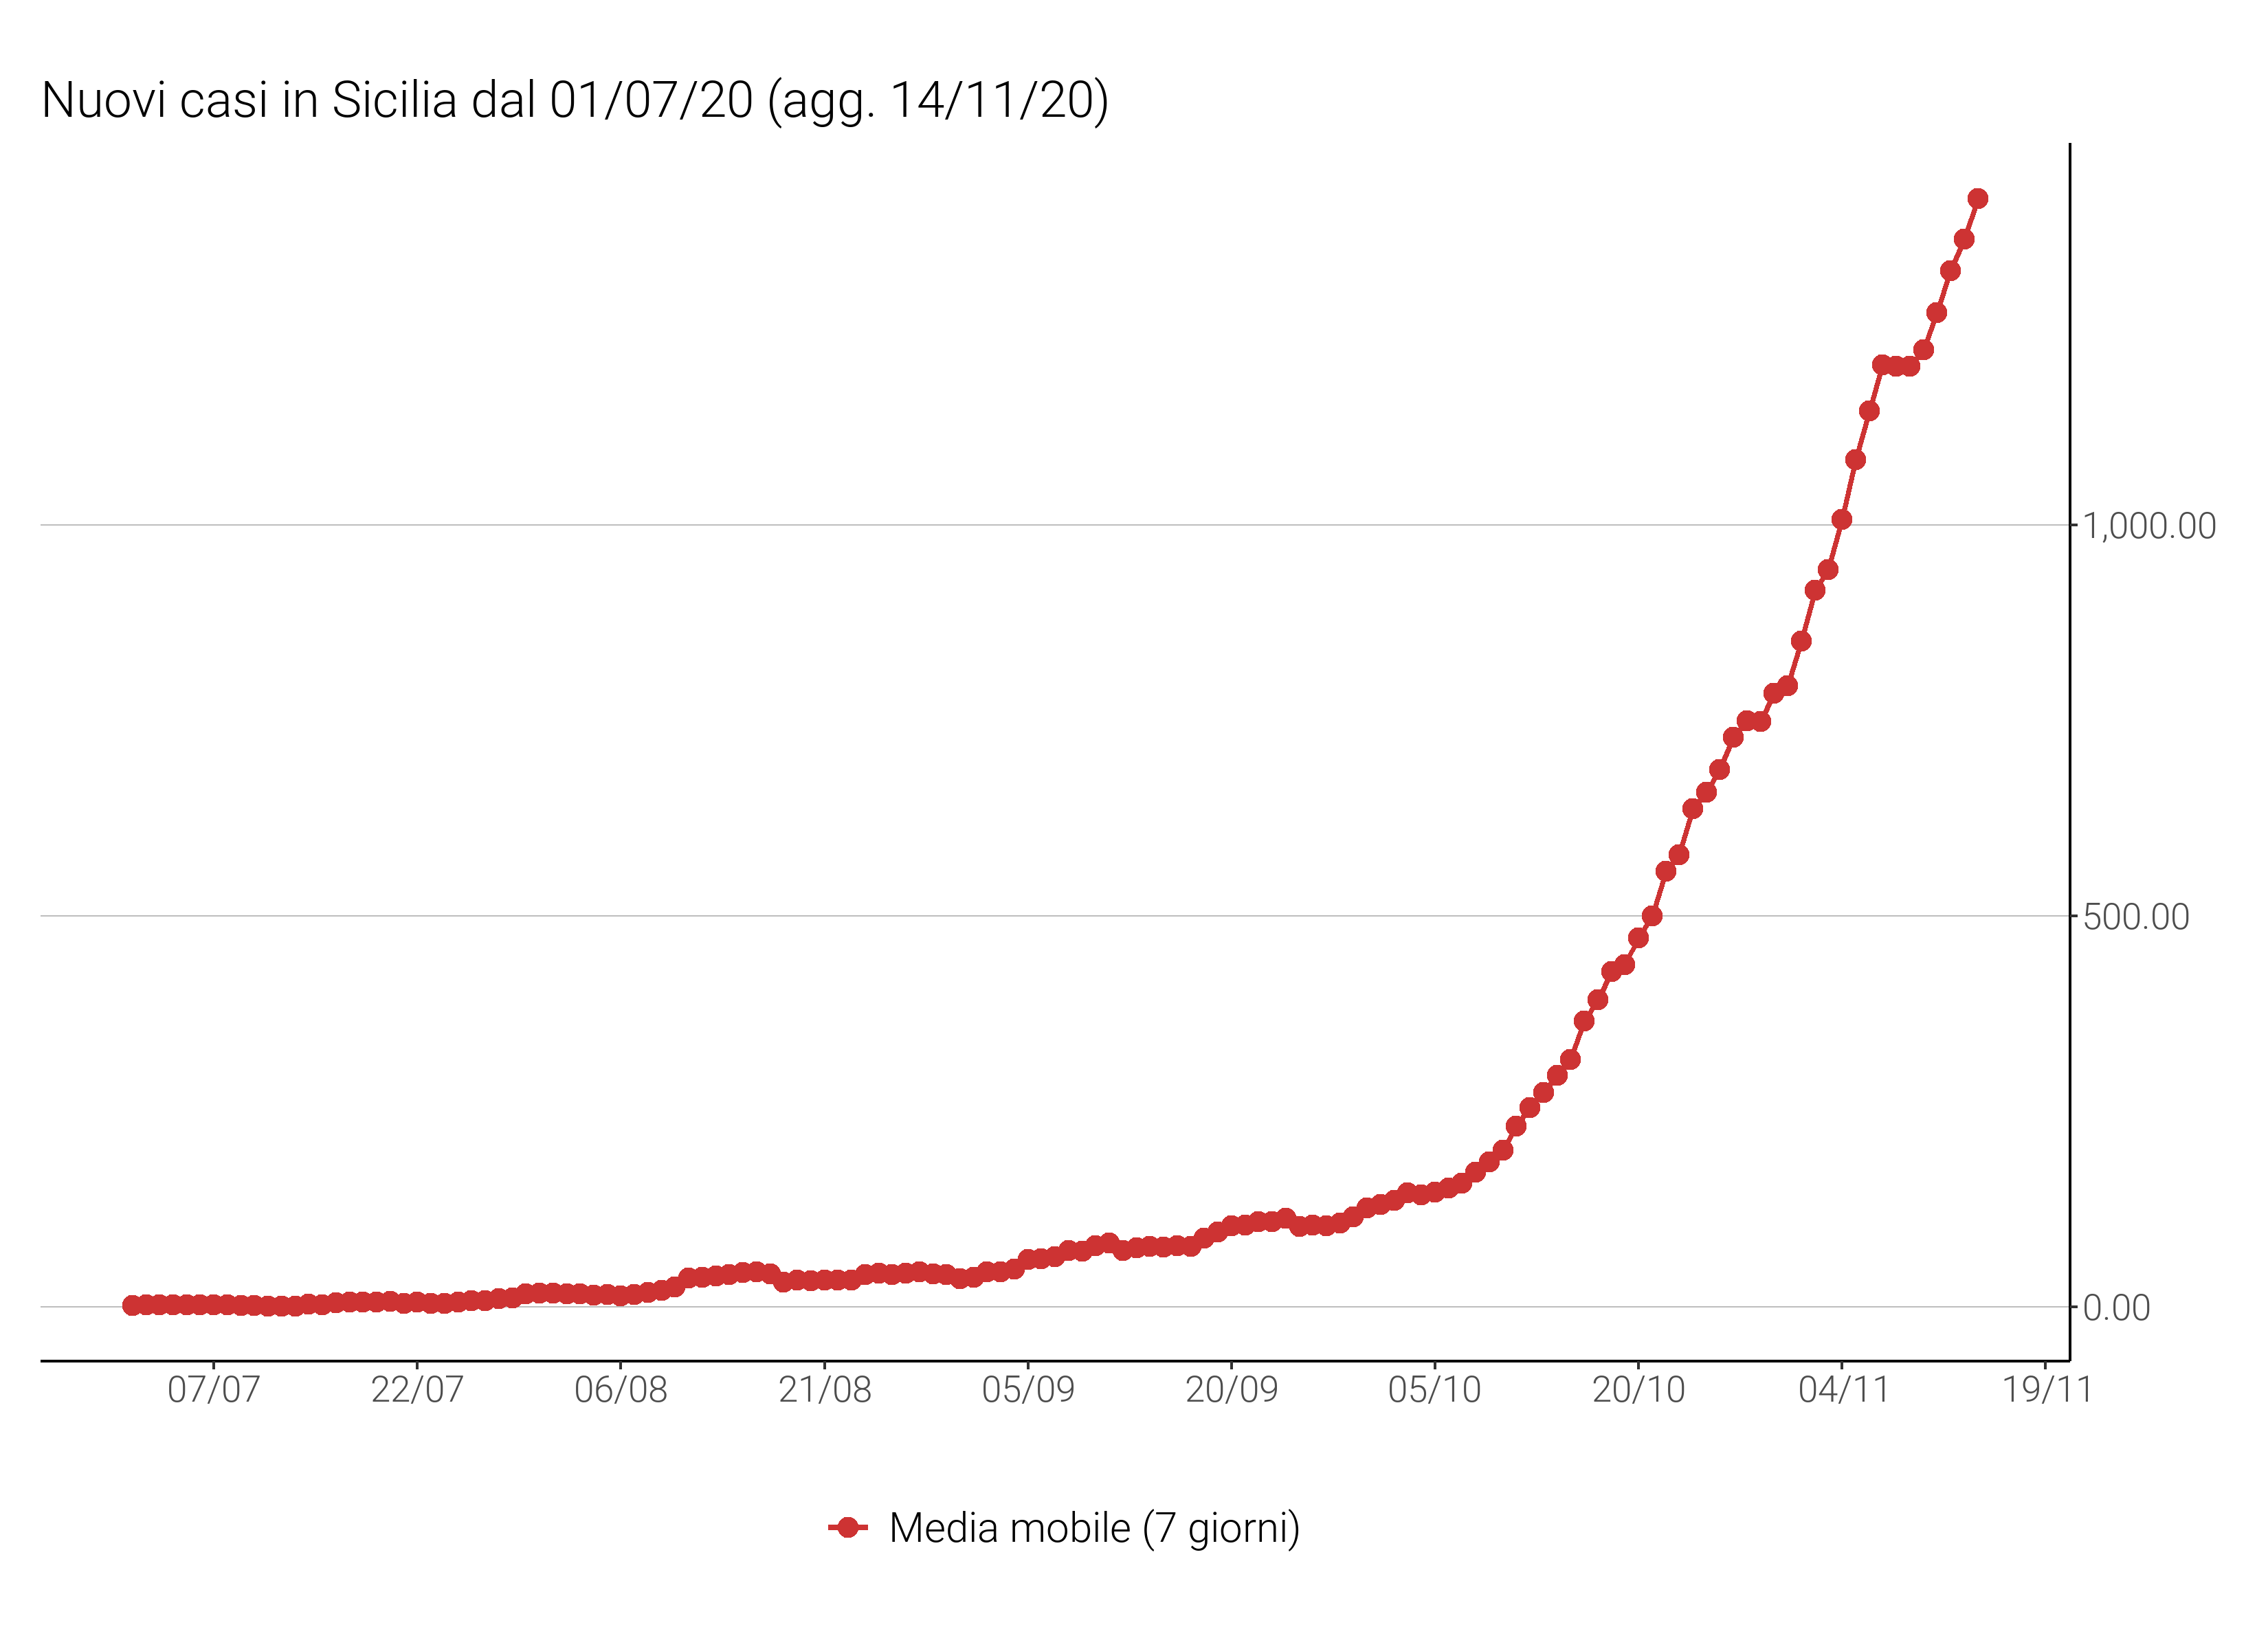 Nuovi casi in Sicilia dal 01/07/20 (agg. 14/11/20)
1,000.00
500.00
0.00
07/07 22/07 06/08 21/08 05/09 20/09 05/10 20/10 04/11 19/11
Media mobile (7 giorni)